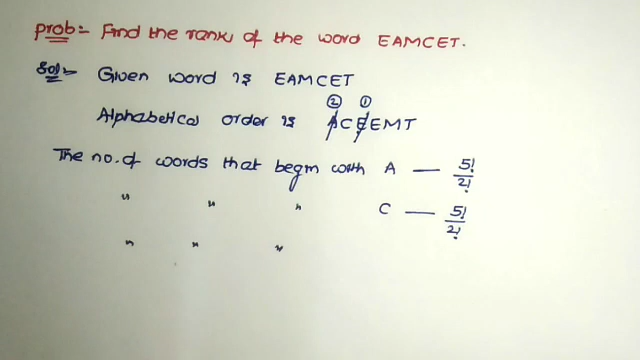 prob:- Find the rank of the word EAMCET.
Sol:- Given word is EAMCET
② ①
Alphabetical order is A C E E M T
The no. of words that begin with A — 5!/2!
" " " C — 5!/2!
" " "